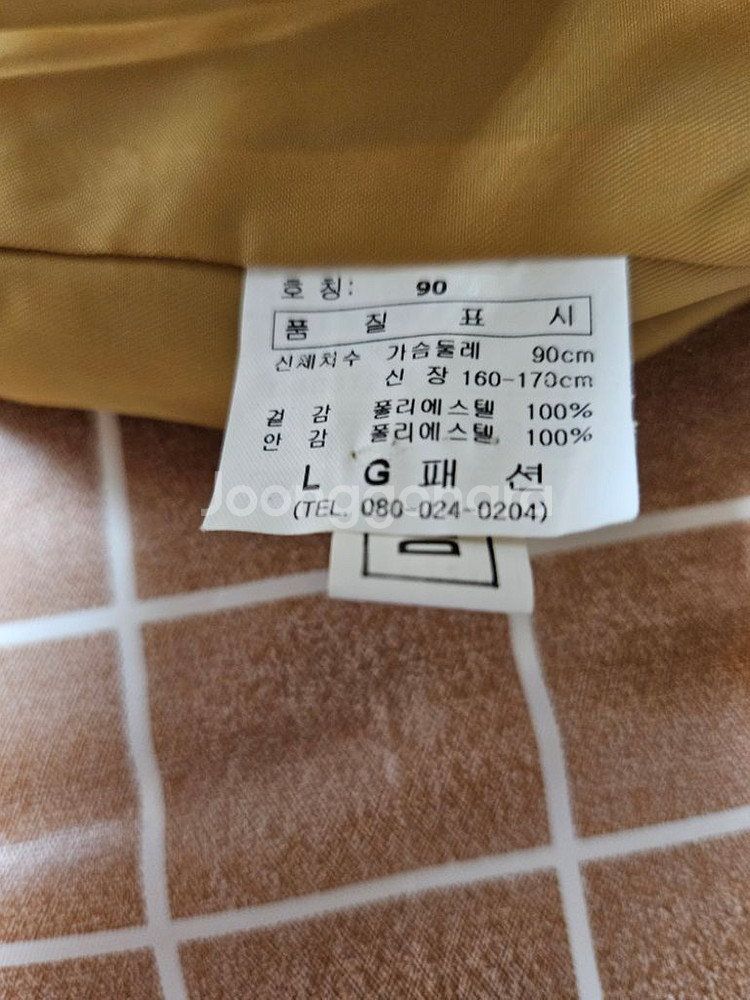 호 칭: 90
품 질 표 시
신체치수 가슴둘레 90cm
신 장 160-170cm
겉 감 폴리에스텔 100%
안 감 폴리에스텔 100%
L G 패 션
(TEL. 080-024-0204)
Joonggonara
D